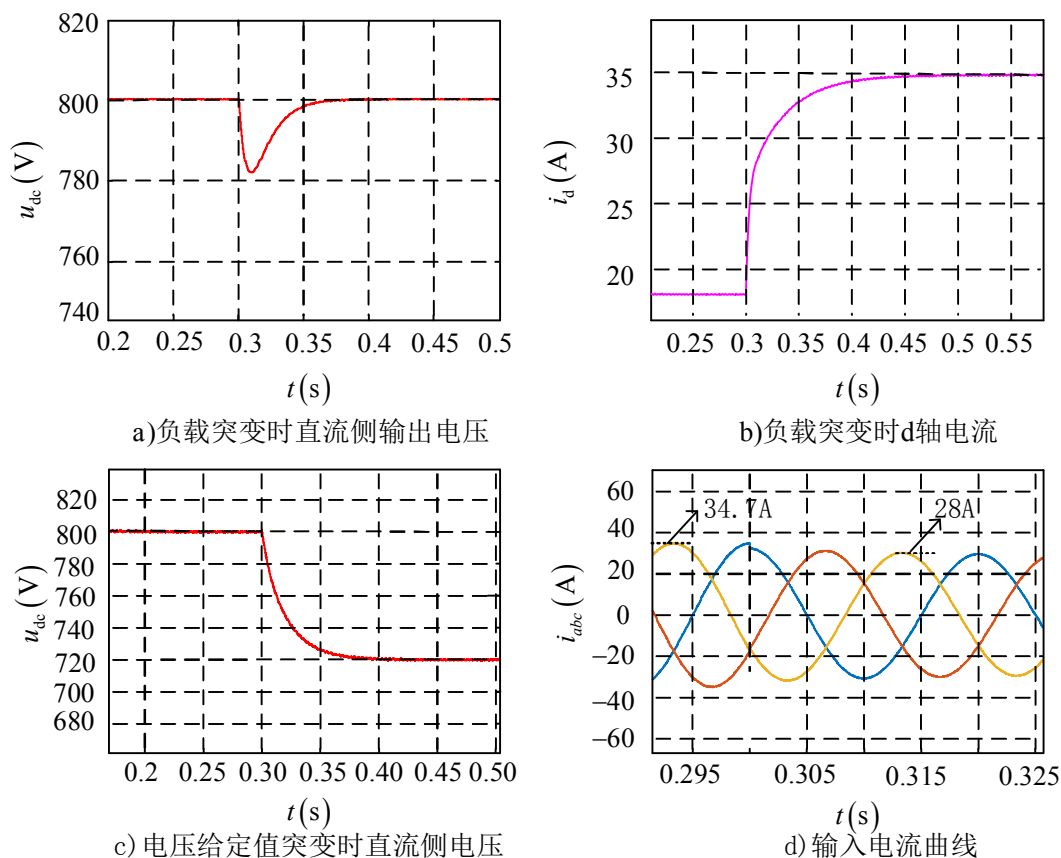 820
800
780
760
740
u_dc (V)
0.2 0.25 0.3 0.35 0.4 0.45 0.5
t (s)
a)负载突变时直流侧输出电压
35
30
25
20
i_d (A)
0.25 0.3 0.35 0.4 0.45 0.5 0.55
t (s)
b)负载突变时d轴电流
820
800
780
760
740
720
700
680
u_dc (V)
0.2 0.25 0.30 0.35 0.40 0.45 0.50
t (s)
c)电压给定值突变时直流侧电压
60
40
20
0
−20
−40
−60
i_abc (A)
34.7A
28A
0.295 0.305 0.315 0.325
t (s)
d)输入电流曲线